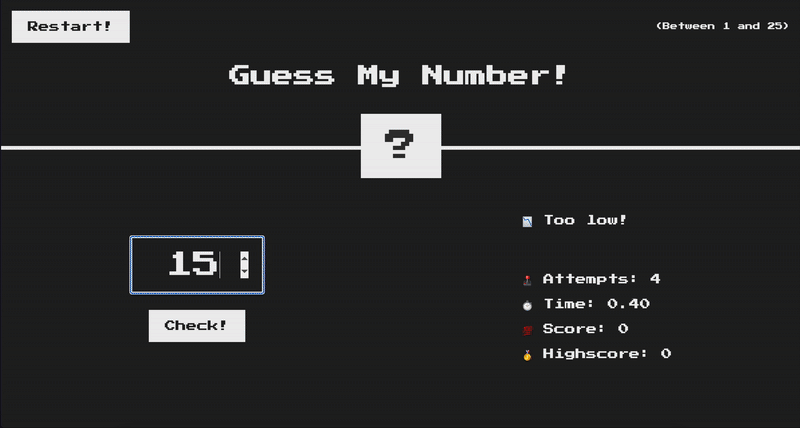 Restart!
(Between 1 and 25)
Guess My Number!
?
Too low!
15
Attempts: 4
Time: 0.40
Check!
Score: 0
Highscore: 0